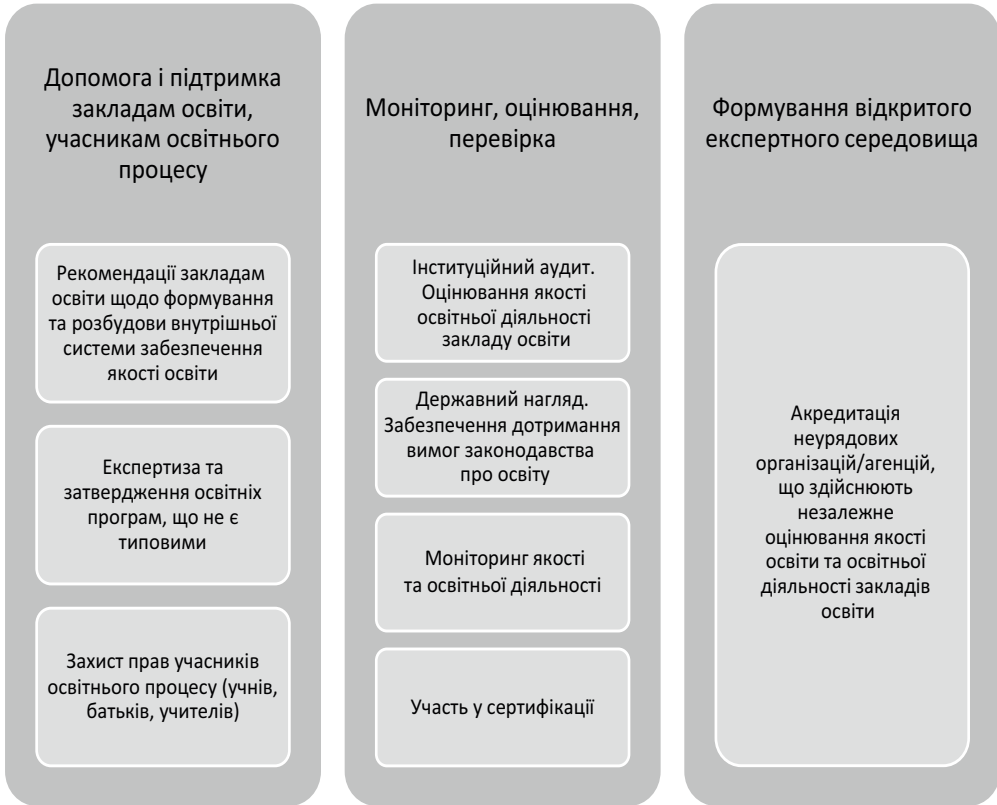 Допомога і підтримка
закладам освіти,
учасникам освітнього
процесу
Рекомендації закладам
освіти щодо формування
та розбудови внутрішньої
системи забезпечення
якості освіти
Експертиза та
затвердження освітніх
програм, що не є
типовими
Захист прав учасників
освітнього процесу (учнів,
батьків, учителів)
Моніторинг, оцінювання,
перевірка
Інституційний аудит.
Оцінювання якості
освітньої діяльності
закладу освіти
Державний нагляд.
Забезпечення дотримання
вимог законодавства
про освіту
Моніторинг якості
та освітньої діяльності
Участь у сертифікації
Формування відкритого
експертного середовища
Акредитація
неурядових
організацій/агенцій,
що здійснюють
незалежне
оцінювання якості
освіти та освітньої
діяльності закладів
освіти